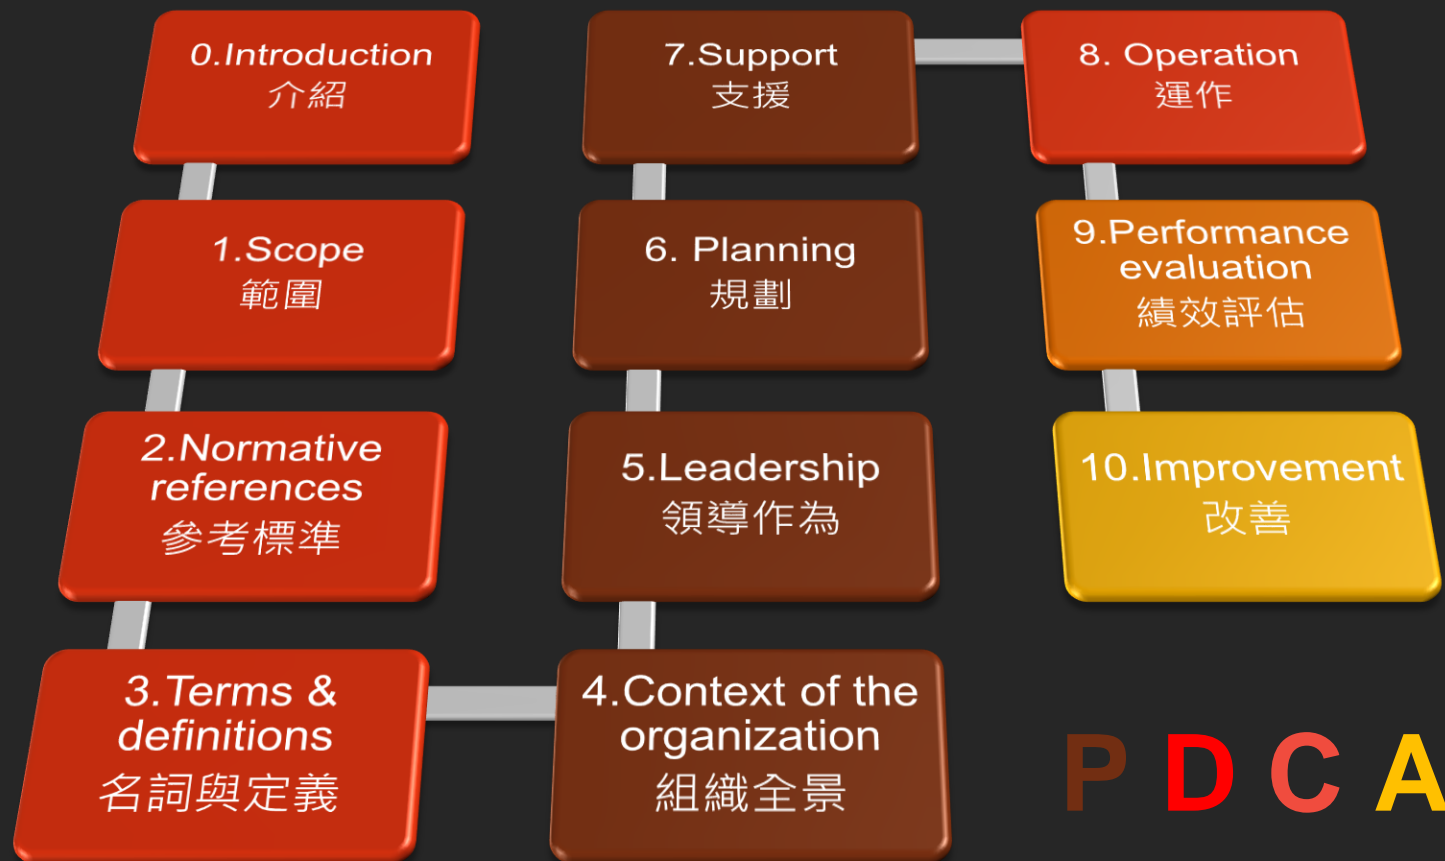 0.Introduction
介紹
1.Scope
範圍
2.Normative
references
參考標準
3.Terms &
definitions
名詞與定義
4.Context of the
organization
組織全景
5.Leadership
領導作為
6. Planning
規劃
7.Support
支援
8. Operation
運作
9.Performance
evaluation
績效評估
10.Improvement
改善
P D C A